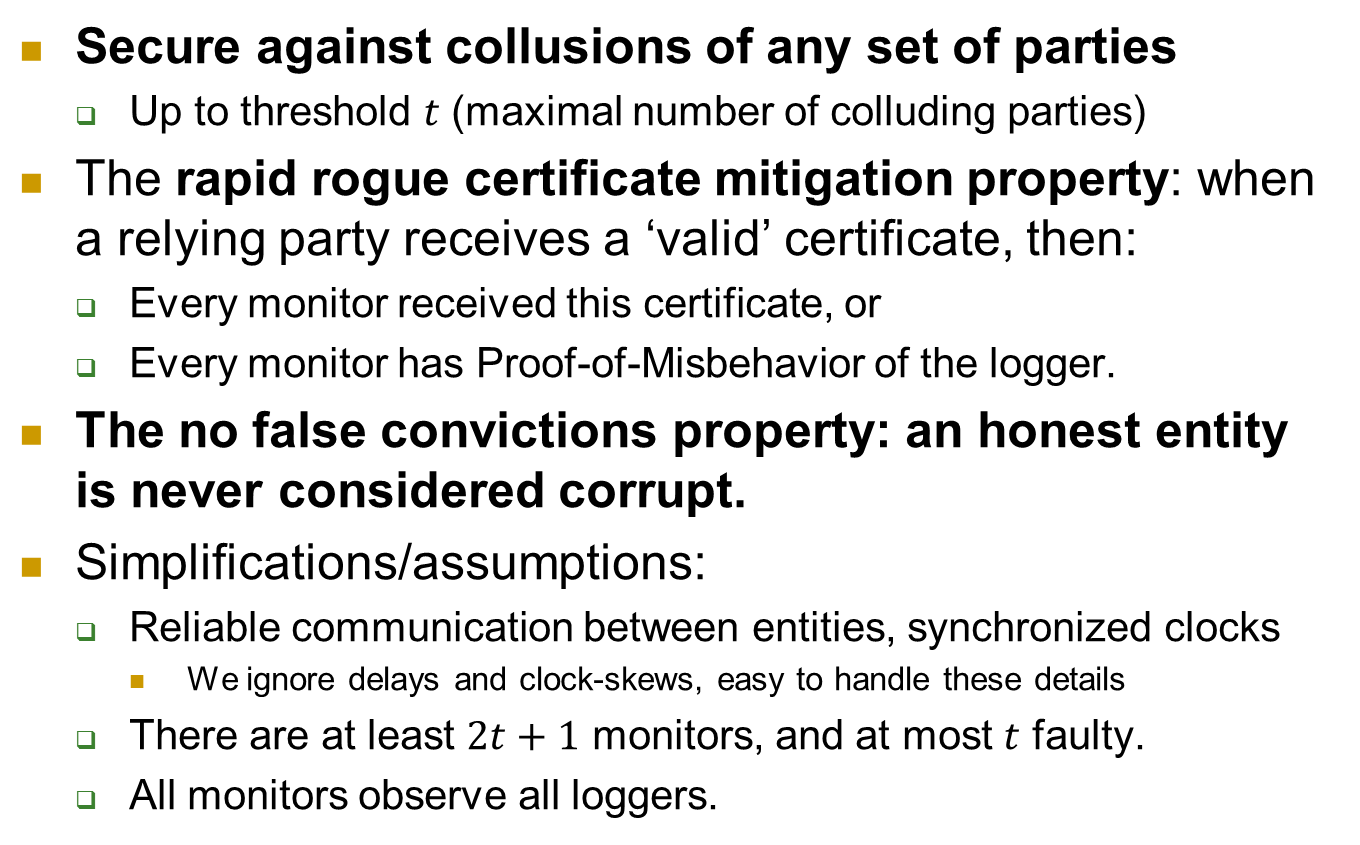 Secure against collusions of any set of parties
Up to threshold t (maximal number of colluding parties)
The rapid rogue certificate mitigation property: when
a relying party receives a ‘valid’ certificate, then:
Every monitor received this certificate, or
Every monitor has Proof-of-Misbehavior of the logger.
The no false convictions property: an honest entity
is never considered corrupt.
Simplifications/assumptions:
Reliable communication between entities, synchronized clocks
We ignore delays and clock-skews, easy to handle these details
There are at least 2t + 1 monitors, and at most t faulty.
All monitors observe all loggers.